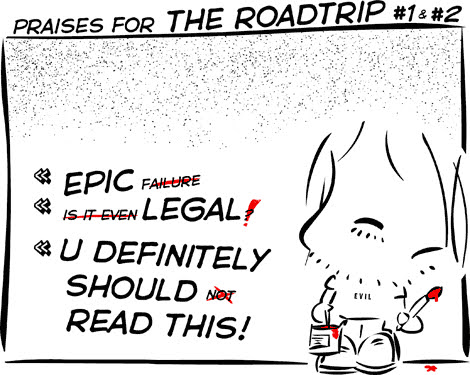 PRAISES FOR THE ROADTRIP #1 & #2
« EPIC FAILURE
« IS IT EVEN LEGAL!?
« U DEFINITELY
SHOULD NOT
READ THIS!
EVIL